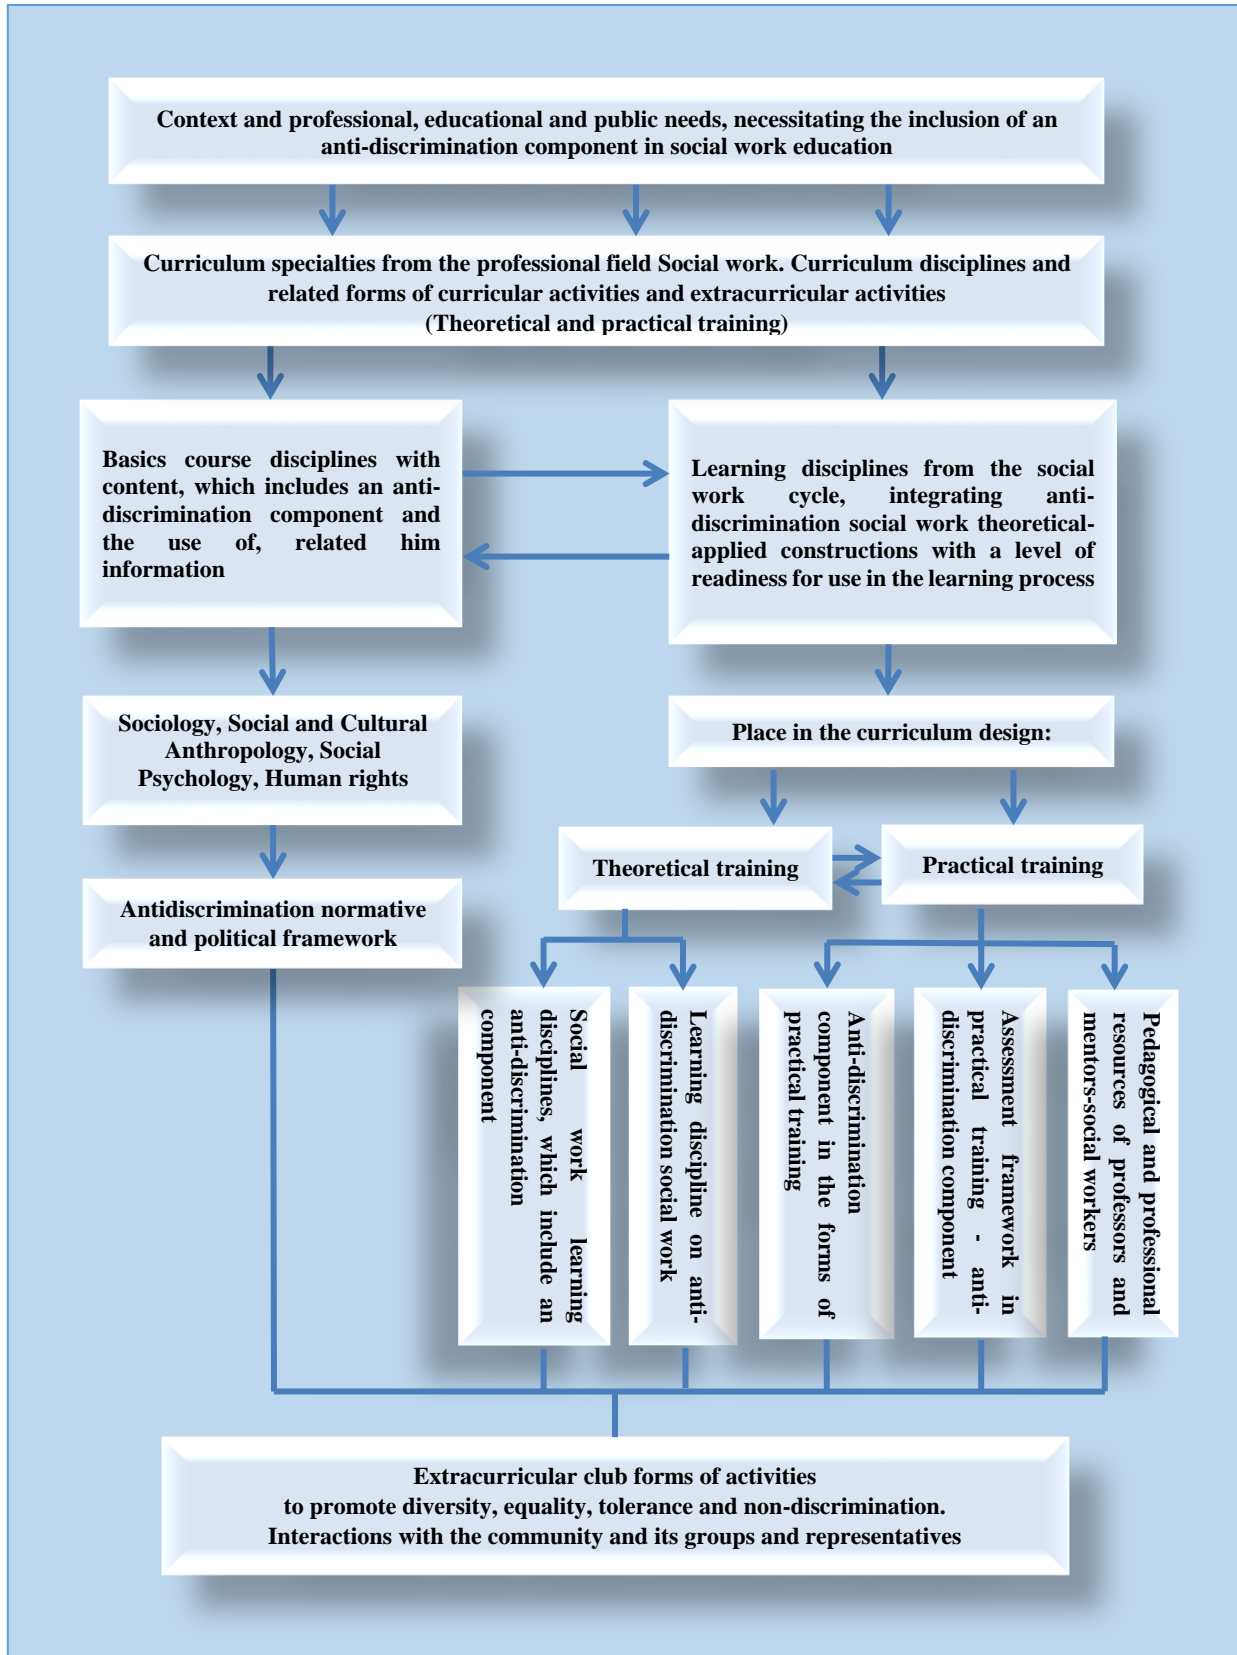 Context and professional, educational and public needs, necessitating the inclusion of an
anti-discrimination component in social work education
Curriculum specialties from the professional field Social work. Curriculum disciplines and
related forms of curricular activities and extracurricular activities
(Theoretical and practical training)
Basics course disciplines with
content, which includes an anti-
discrimination component and
the use of, related him
information
Learning disciplines from the social
work cycle, integrating anti-
discrimination social work theoretical-
applied constructions with a level of
readiness for use in the learning process
Sociology, Social and Cultural
Anthropology, Social
Psychology, Human rights
Place in the curriculum design:
Theoretical training
Practical training
Antidiscrimination normative
and political framework
Social work learning
disciplines, which include an
anti-discrimination
component
Learning discipline on anti-
discrimination social work
Anti-discrimination
component in the forms of
practical training
Assessment framework in
practical training - anti-
discrimination component
Pedagogical and professional
resources of professors and
mentors-social workers
Extracurricular club forms of activities
to promote diversity, equality, tolerance and non-discrimination.
Interactions with the community and its groups and representatives